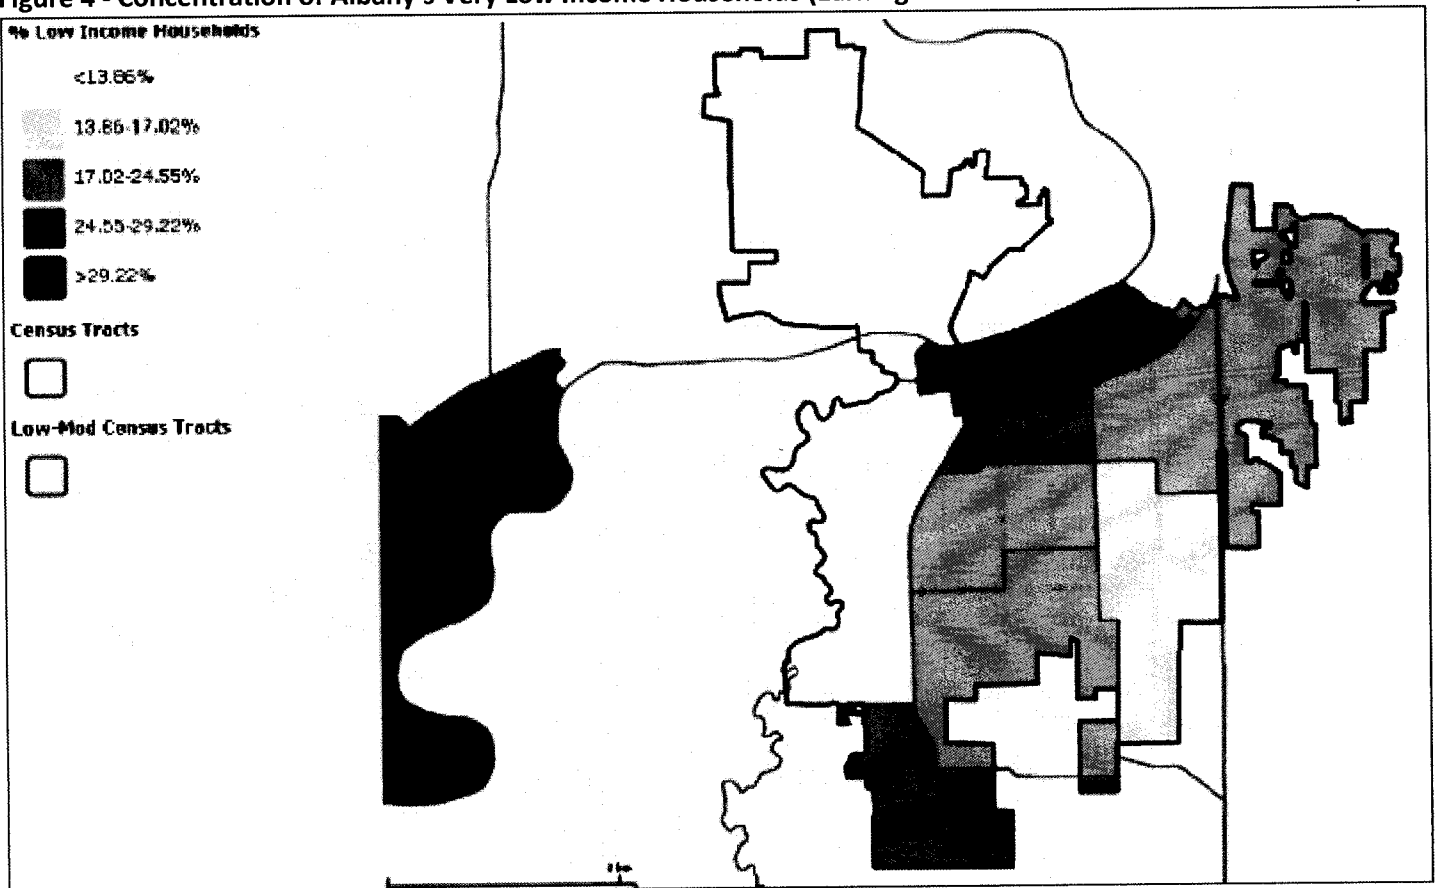 Figure 4 - Concentration of Albany's Very Low Income Households
% Low Income Households
<13.86%
13.86-17.02%
17.02-24.55%
24.55-29.22%
>29.22%
Census Tracts
Low-Mod Census Tracts